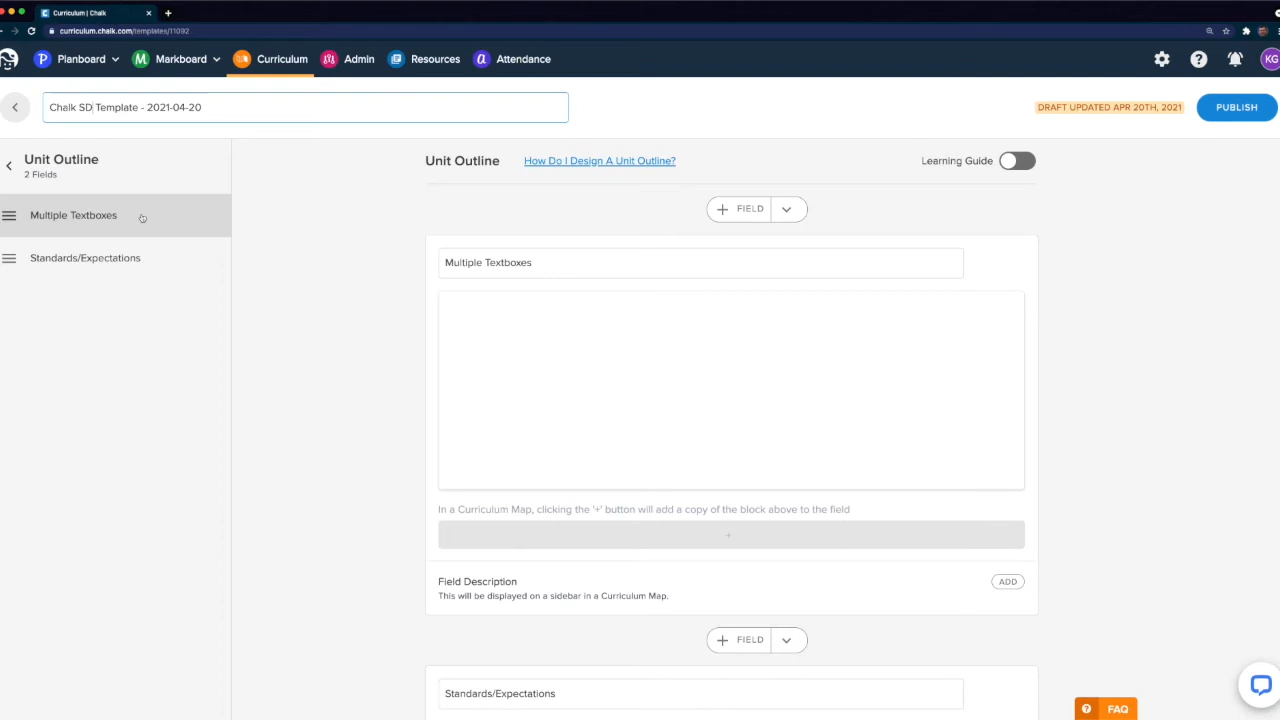 Curriculum | Chalk
curriculum.chalk.com/templates/11092
Planboard
Markboard
Curriculum
Admin
Resources
Attendance
KG
Chalk SD Template - 2021-04-20
DRAFT UPDATED APR 20TH, 2021
PUBLISH
Unit Outline
2 Fields
Multiple Textboxes
Standards/Expectations
Unit Outline
How Do I Design A Unit Outline?
Learning Guide
+ FIELD
Multiple Textboxes
In a Curriculum Map, clicking the '+' button will add a copy of the block above to the field
+
Field Description
ADD
This will be displayed on a sidebar in a Curriculum Map.
+ FIELD
Standards/Expectations
? FAQ